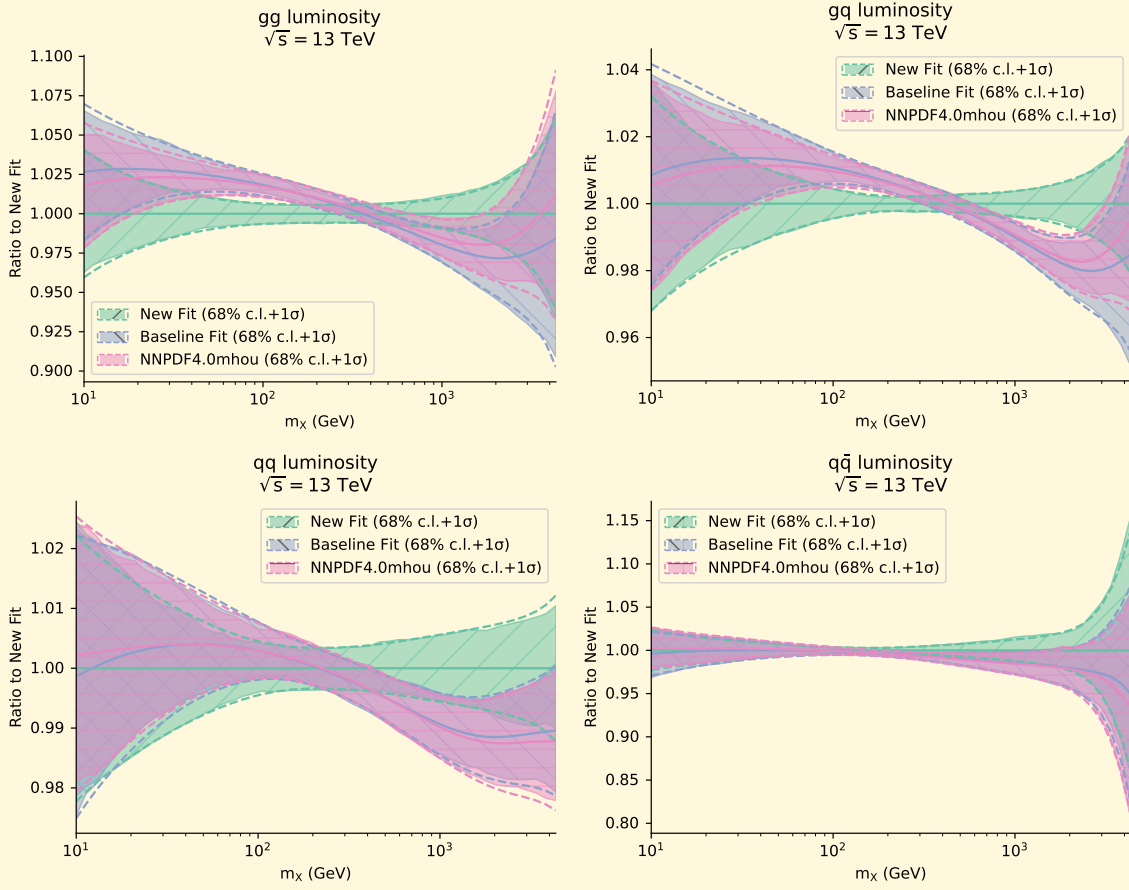 gg luminosity
√s = 13 TeV
1.100
1.075
1.050
1.025
1.000
0.975
0.950
0.925
0.900
Ratio to New Fit
New Fit (68% c.l.+1σ)
Baseline Fit (68% c.l.+1σ)
NNPDF4.0mhou (68% c.l.+1σ)
10¹ 10² 10³
mX (GeV)
gq luminosity
√s = 13 TeV
1.04
1.02
1.00
0.98
0.96
Ratio to New Fit
New Fit (68% c.l.+1σ)
Baseline Fit (68% c.l.+1σ)
NNPDF4.0mhou (68% c.l.+1σ)
10¹ 10² 10³
mX (GeV)
qq luminosity
√s = 13 TeV
1.02
1.01
1.00
0.99
0.98
Ratio to New Fit
New Fit (68% c.l.+1σ)
Baseline Fit (68% c.l.+1σ)
NNPDF4.0mhou (68% c.l.+1σ)
10¹ 10² 10³
mX (GeV)
qq̄ luminosity
√s = 13 TeV
1.15
1.10
1.05
1.00
0.95
0.90
0.85
0.80
Ratio to New Fit
New Fit (68% c.l.+1σ)
Baseline Fit (68% c.l.+1σ)
NNPDF4.0mhou (68% c.l.+1σ)
10¹ 10² 10³
mX (GeV)